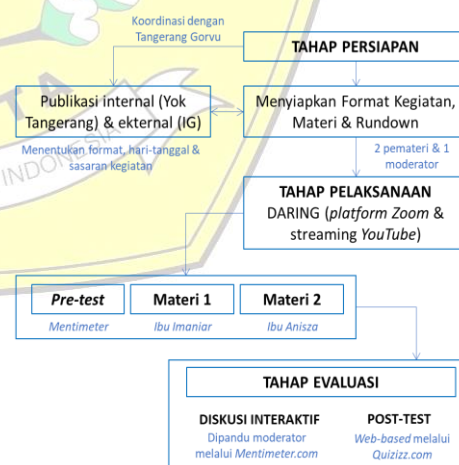 Koordinasi dengan
Tangerang Gorvu
TAHAP PERSIAPAN
Publikasi internal (Yok
Tangerang) & ekternal (IG)
Menyiapkan Format Kegiatan,
Materi & Rundown
Menentukan format, hari-tanggal &
sasaran kegiatan
2 pemateri & 1
moderator
INDONESIA
TAHAP PELAKSANAAN
DARING (platform Zoom &
streaming YouTube)
Pre-test
Materi 1
Materi 2
Mentimeter
Ibu Imaniar
Ibu Anisza
TAHAP EVALUASI
DISKUSI INTERAKTIF
Dipandu moderator
melalui Mentimeter.com
POST-TEST
Web-based melalui
Quizizz.com